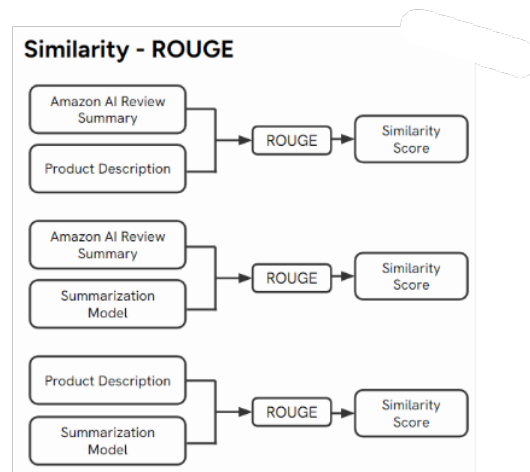 Similarity - ROUGE
Amazon AI Review
Summary
Product Description
ROUGE
Similarity
Score
Amazon AI Review
Summary
Summarization
Model
ROUGE
Similarity
Score
Product Description
Summarization
Model
ROUGE
Similarity
Score